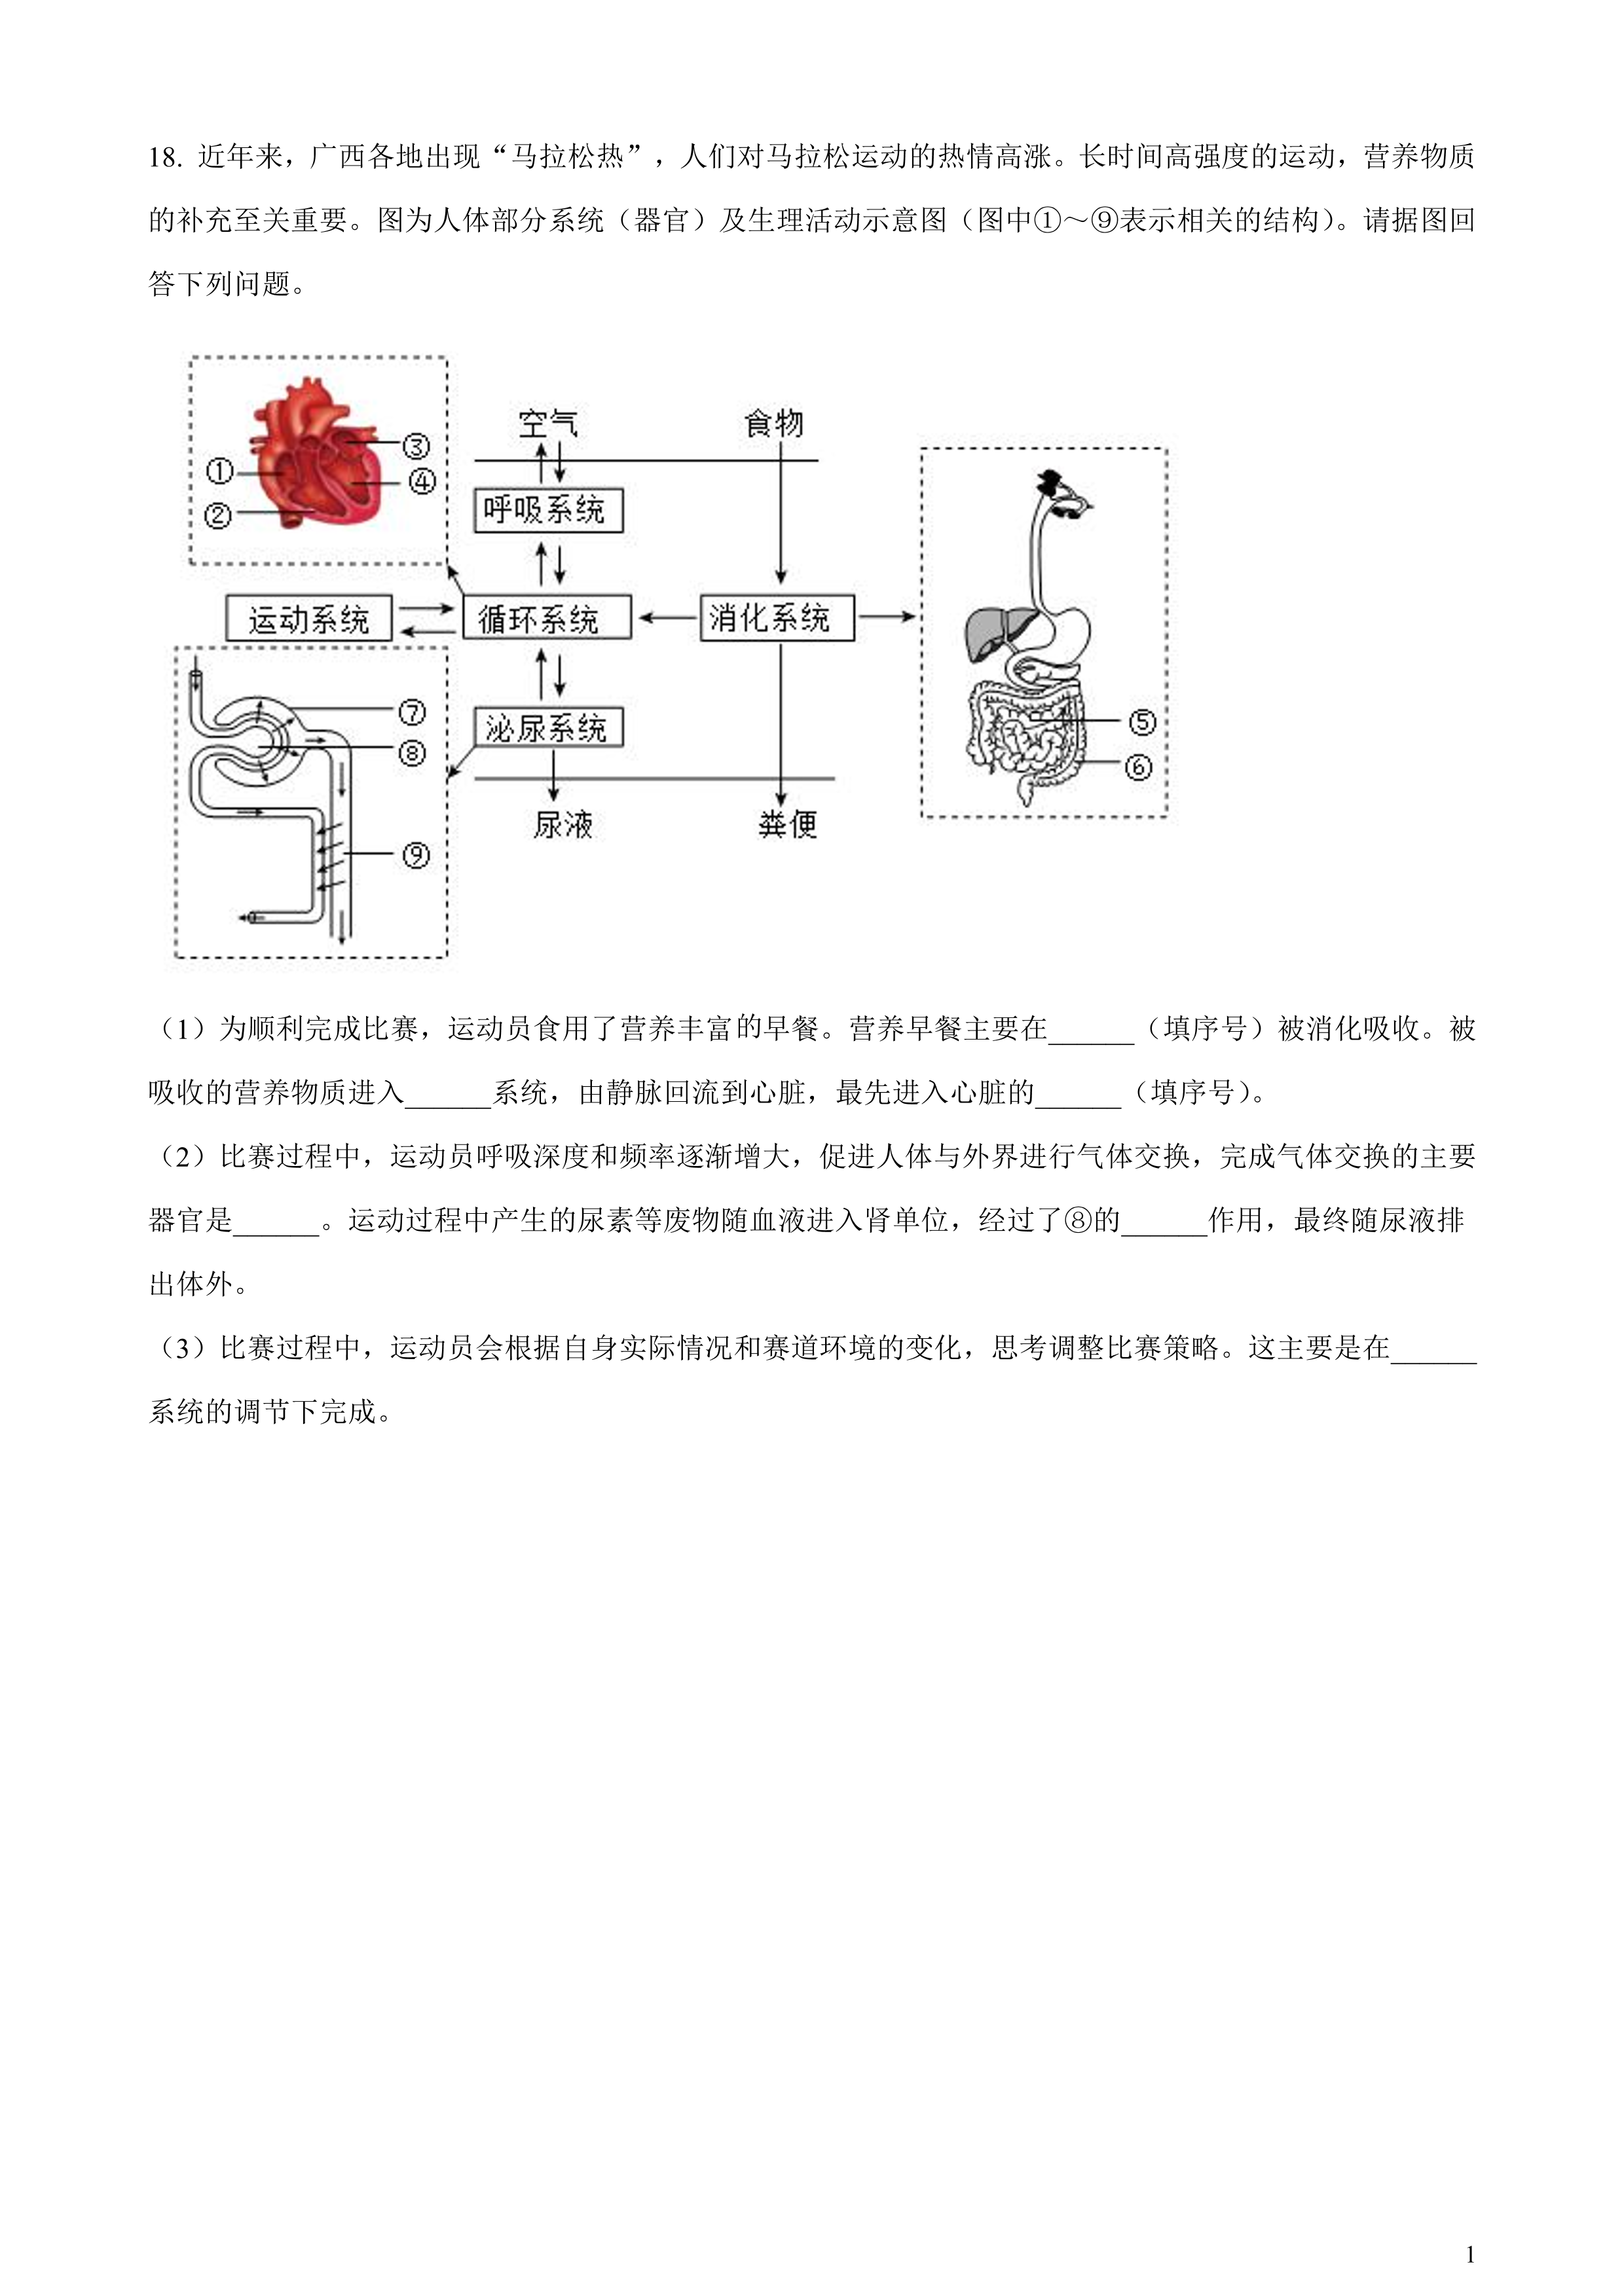 18. 近年来，广西各地出现“马拉松热”，人们对马拉松运动的热情高涨。长时间高强度的运动，营养物质
的补充至关重要。图为人体部分系统（器官）及生理活动示意图（图中①～⑨表示相关的结构）。请据图回
答下列问题。
空气
食物
③
①
④
②
呼吸系统
运动系统
循环系统
消化系统
泌尿系统
⑦
⑧
⑤
⑥
尿液
粪便
⑨
（1）为顺利完成比赛，运动员食用了营养丰富的早餐。营养早餐主要在______（填序号）被消化吸收。被
吸收的营养物质进入______系统，由静脉回流到心脏，最先进入心脏的______（填序号）。
（2）比赛过程中，运动员呼吸深度和频率逐渐增大，促进人体与外界进行气体交换，完成气体交换的主要
器官是______。运动过程中产生的尿素等废物随血液进入肾单位，经过了⑧的______作用，最终随尿液排
出体外。
（3）比赛过程中，运动员会根据自身实际情况和赛道环境的变化，思考调整比赛策略。这主要是在______
系统的调节下完成。
1